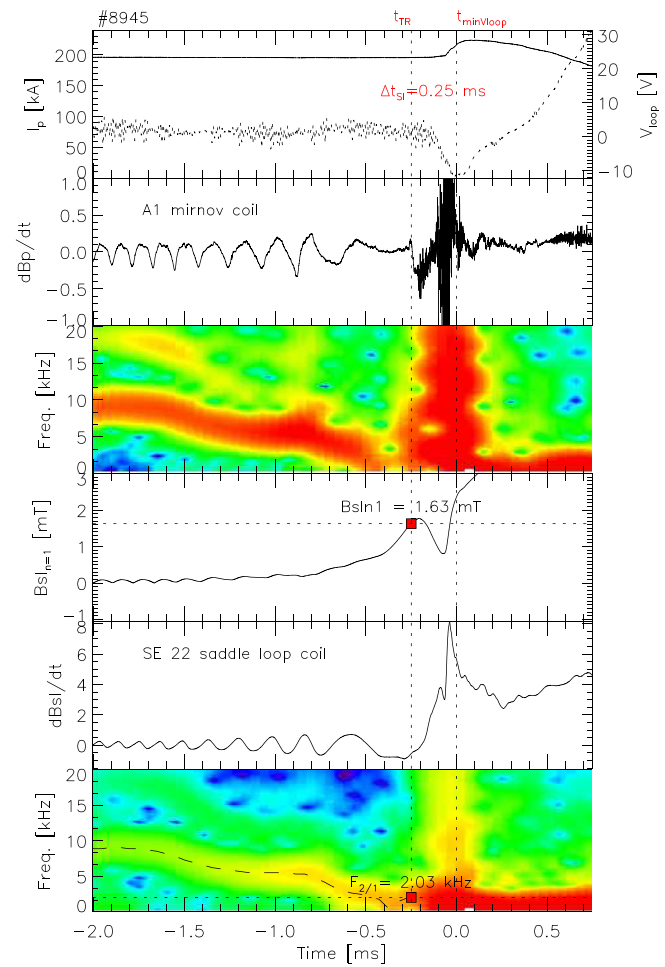 #8945
t_TR
t_minVloop
Δt_SI=0.25 ms
I_p [kA]
200
150
100
50
0
V_loop [V]
30
20
10
0
−10
A1 mirnov coil
dBp/dt
1.0
0.5
0.0
−0.5
−1.0
Freq. [kHz]
20
15
10
5
0
Bsln1 = 1.63 mT
Bsl_n=1 [mT]
3
2
1
0
−1
SE 22 saddle loop coil
dBsl/dt
8
6
4
2
0
Freq. [kHz]
20
15
10
5
0
F_2/1= 2.03 kHz
−2.0 −1.5 −1.0 −0.5 0.0 0.5
Time [ms]